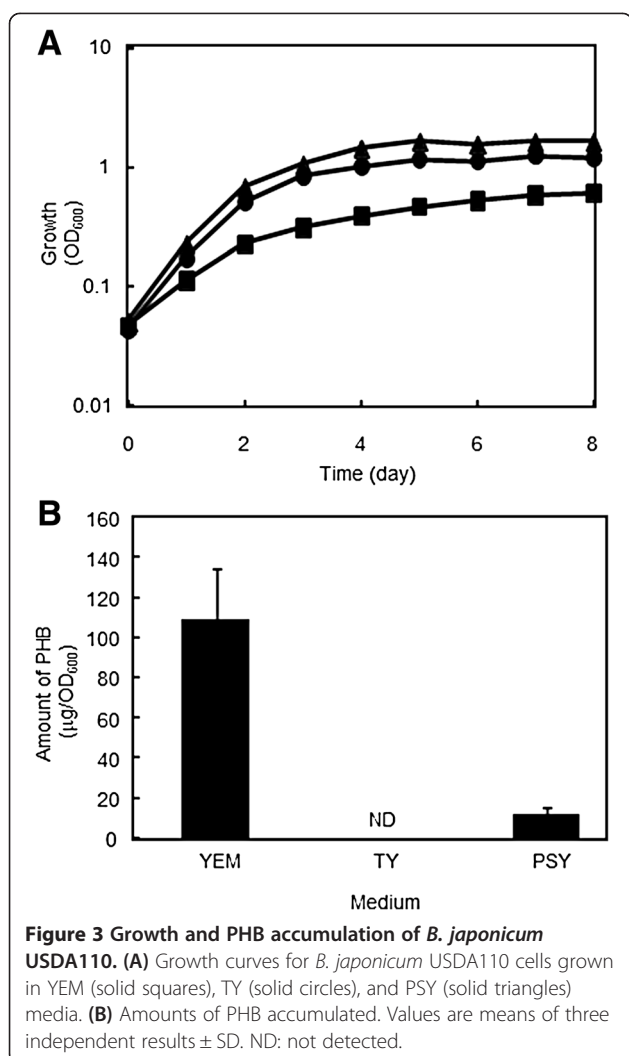 A
10
1
0.1
0.01
Growth
(OD600)
0 2 4 6 8
Time (day)
B
160
140
120
100
80
60
40
20
0
Amount of PHB
(µg/OD600)
ND
YEM TY PSY
Medium
Figure 3 Growth and PHB accumulation of B. japonicum
USDA110. (A) Growth curves for B. japonicum USDA110 cells grown
in YEM (solid squares), TY (solid circles), and PSY (solid triangles)
media. (B) Amounts of PHB accumulated. Values are means of three
independent results ± SD. ND: not detected.